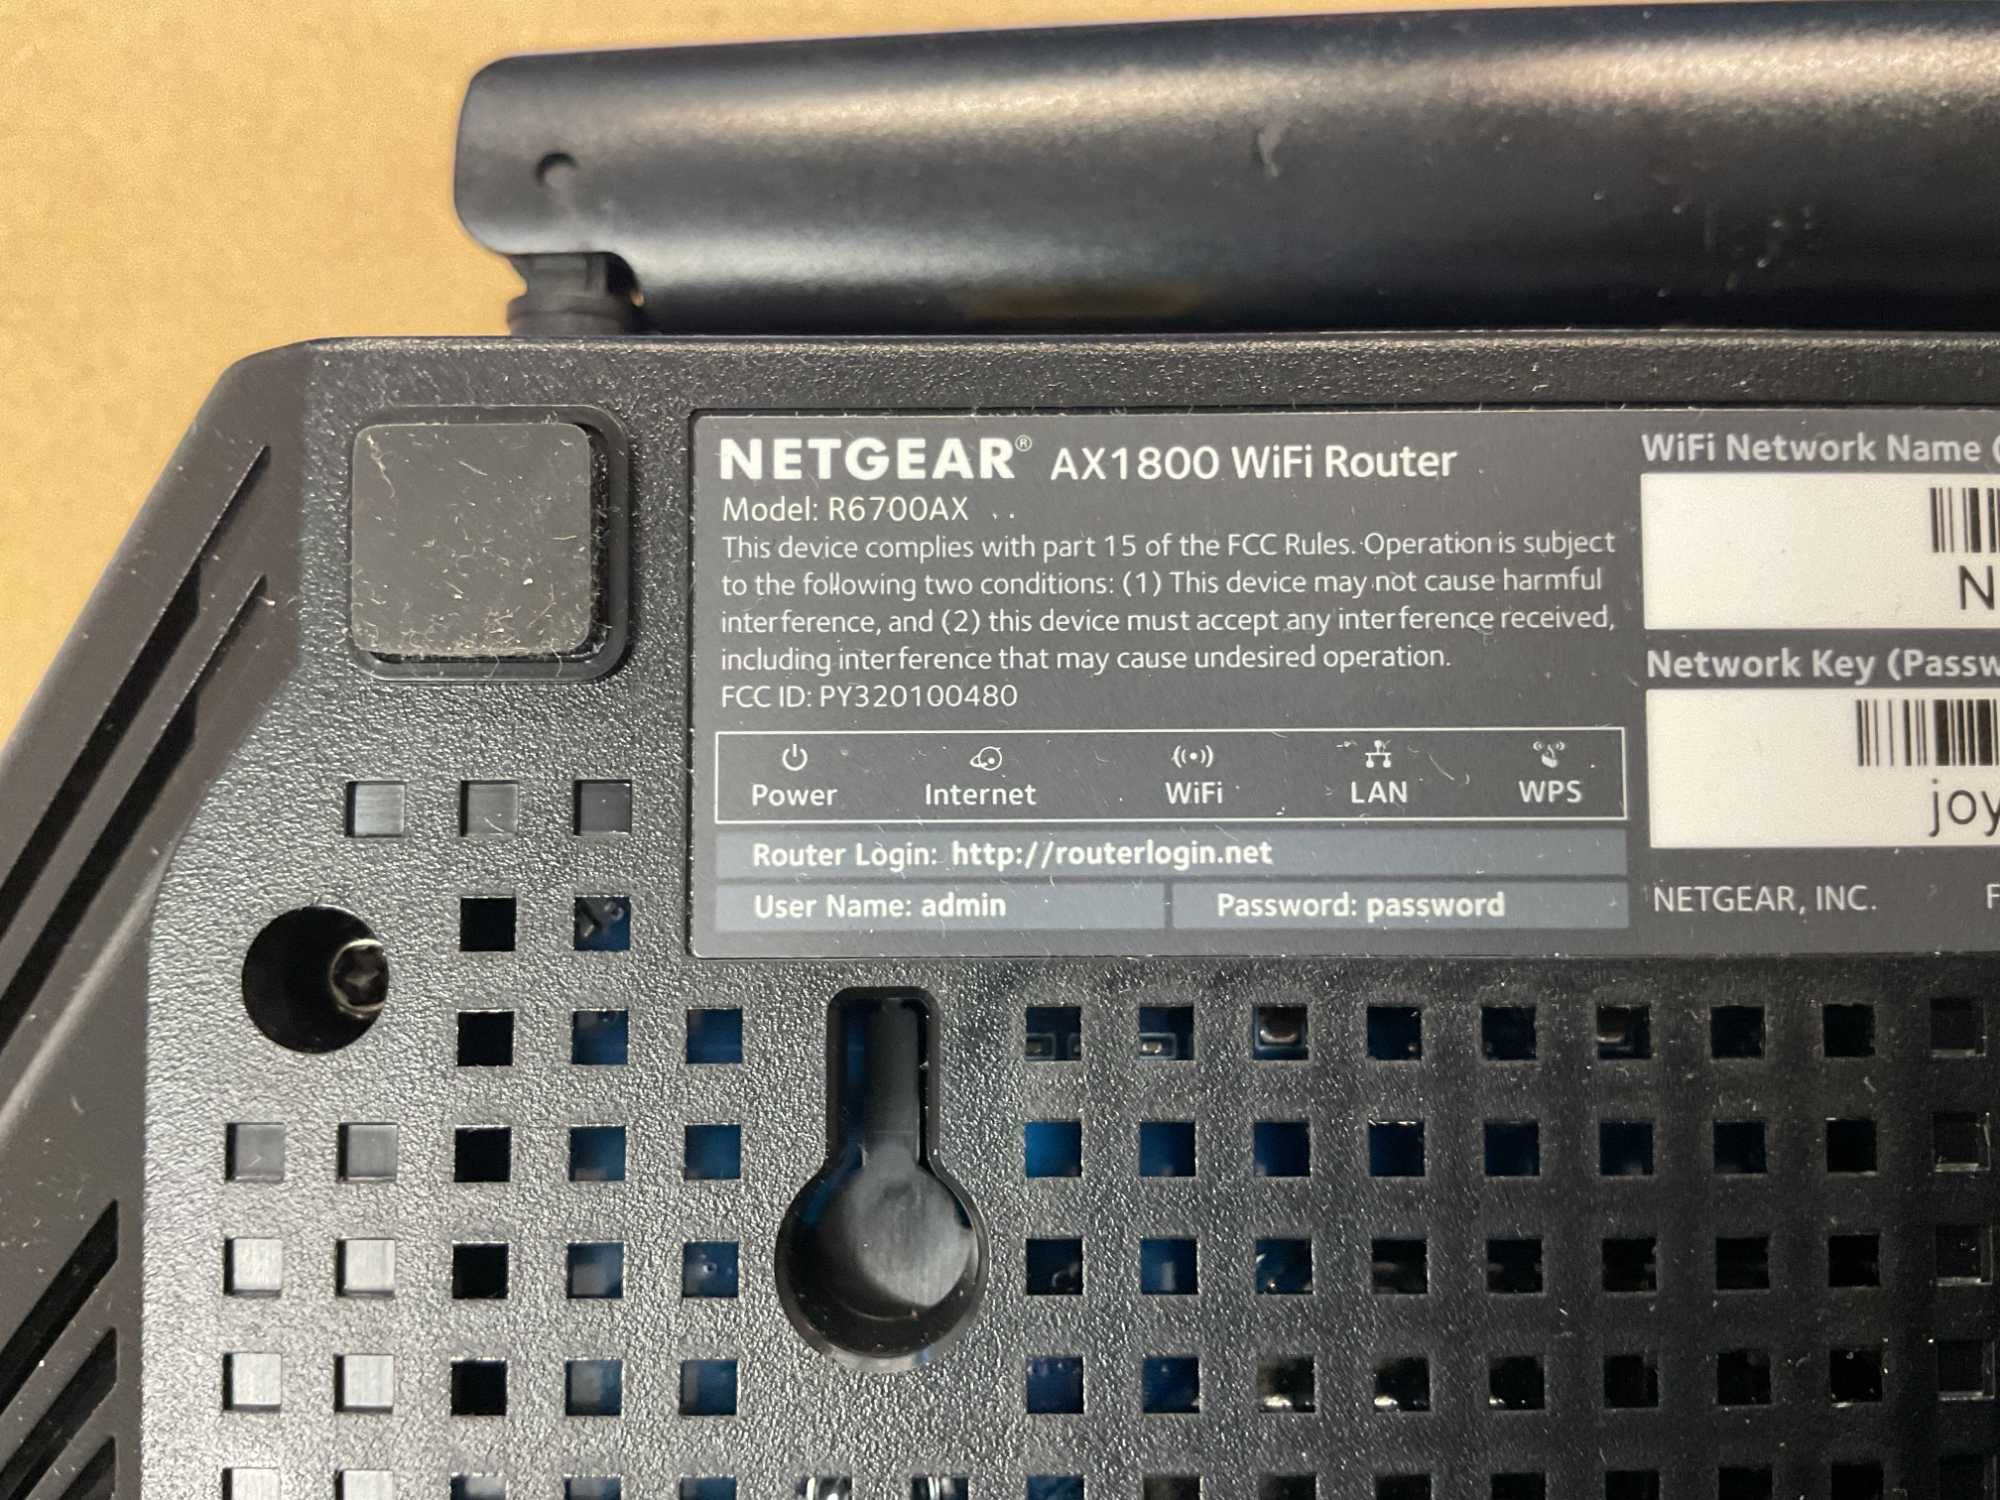 NETGEAR® AX1800 WiFi Router
Model: R6700AX
This device complies with part 15 of the FCC Rules. Operation is subject
to the following two conditions: (1) This device may not cause harmful
interference, and (2) this device must accept any interference received,
including interference that may cause undesired operation.
FCC ID: PY320100480
Power Internet WiFi LAN WPS
Router Login: http://routerlogin.net
User Name: admin Password: password
WiFi Network Name (
N
Network Key (Passw
joy
NETGEAR, INC. F